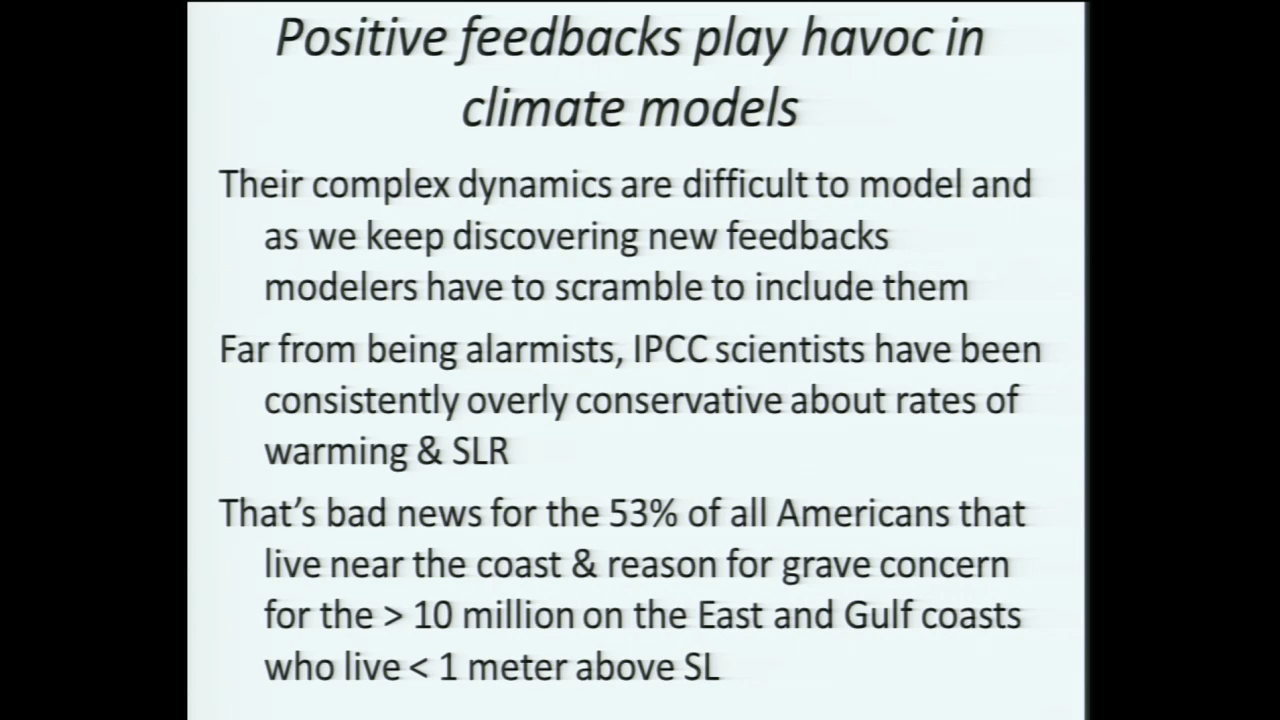 Positive feedbacks play havoc in
climate models
Their complex dynamics are difficult to model and
as we keep discovering new feedbacks
modelers have to scramble to include them
Far from being alarmists, IPCC scientists have been
consistently overly conservative about rates of
warming & SLR
That's bad news for the 53% of all Americans that
live near the coast & reason for grave concern
for the > 10 million on the East and Gulf coasts
who live < 1 meter above SL